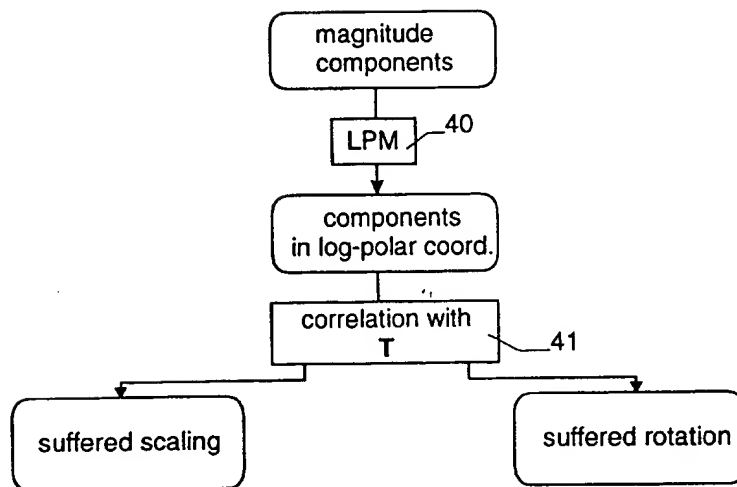 magnitude
components
LPM
40
components
in log-polar coord.
correlation with
T
41
suffered scaling
suffered rotation